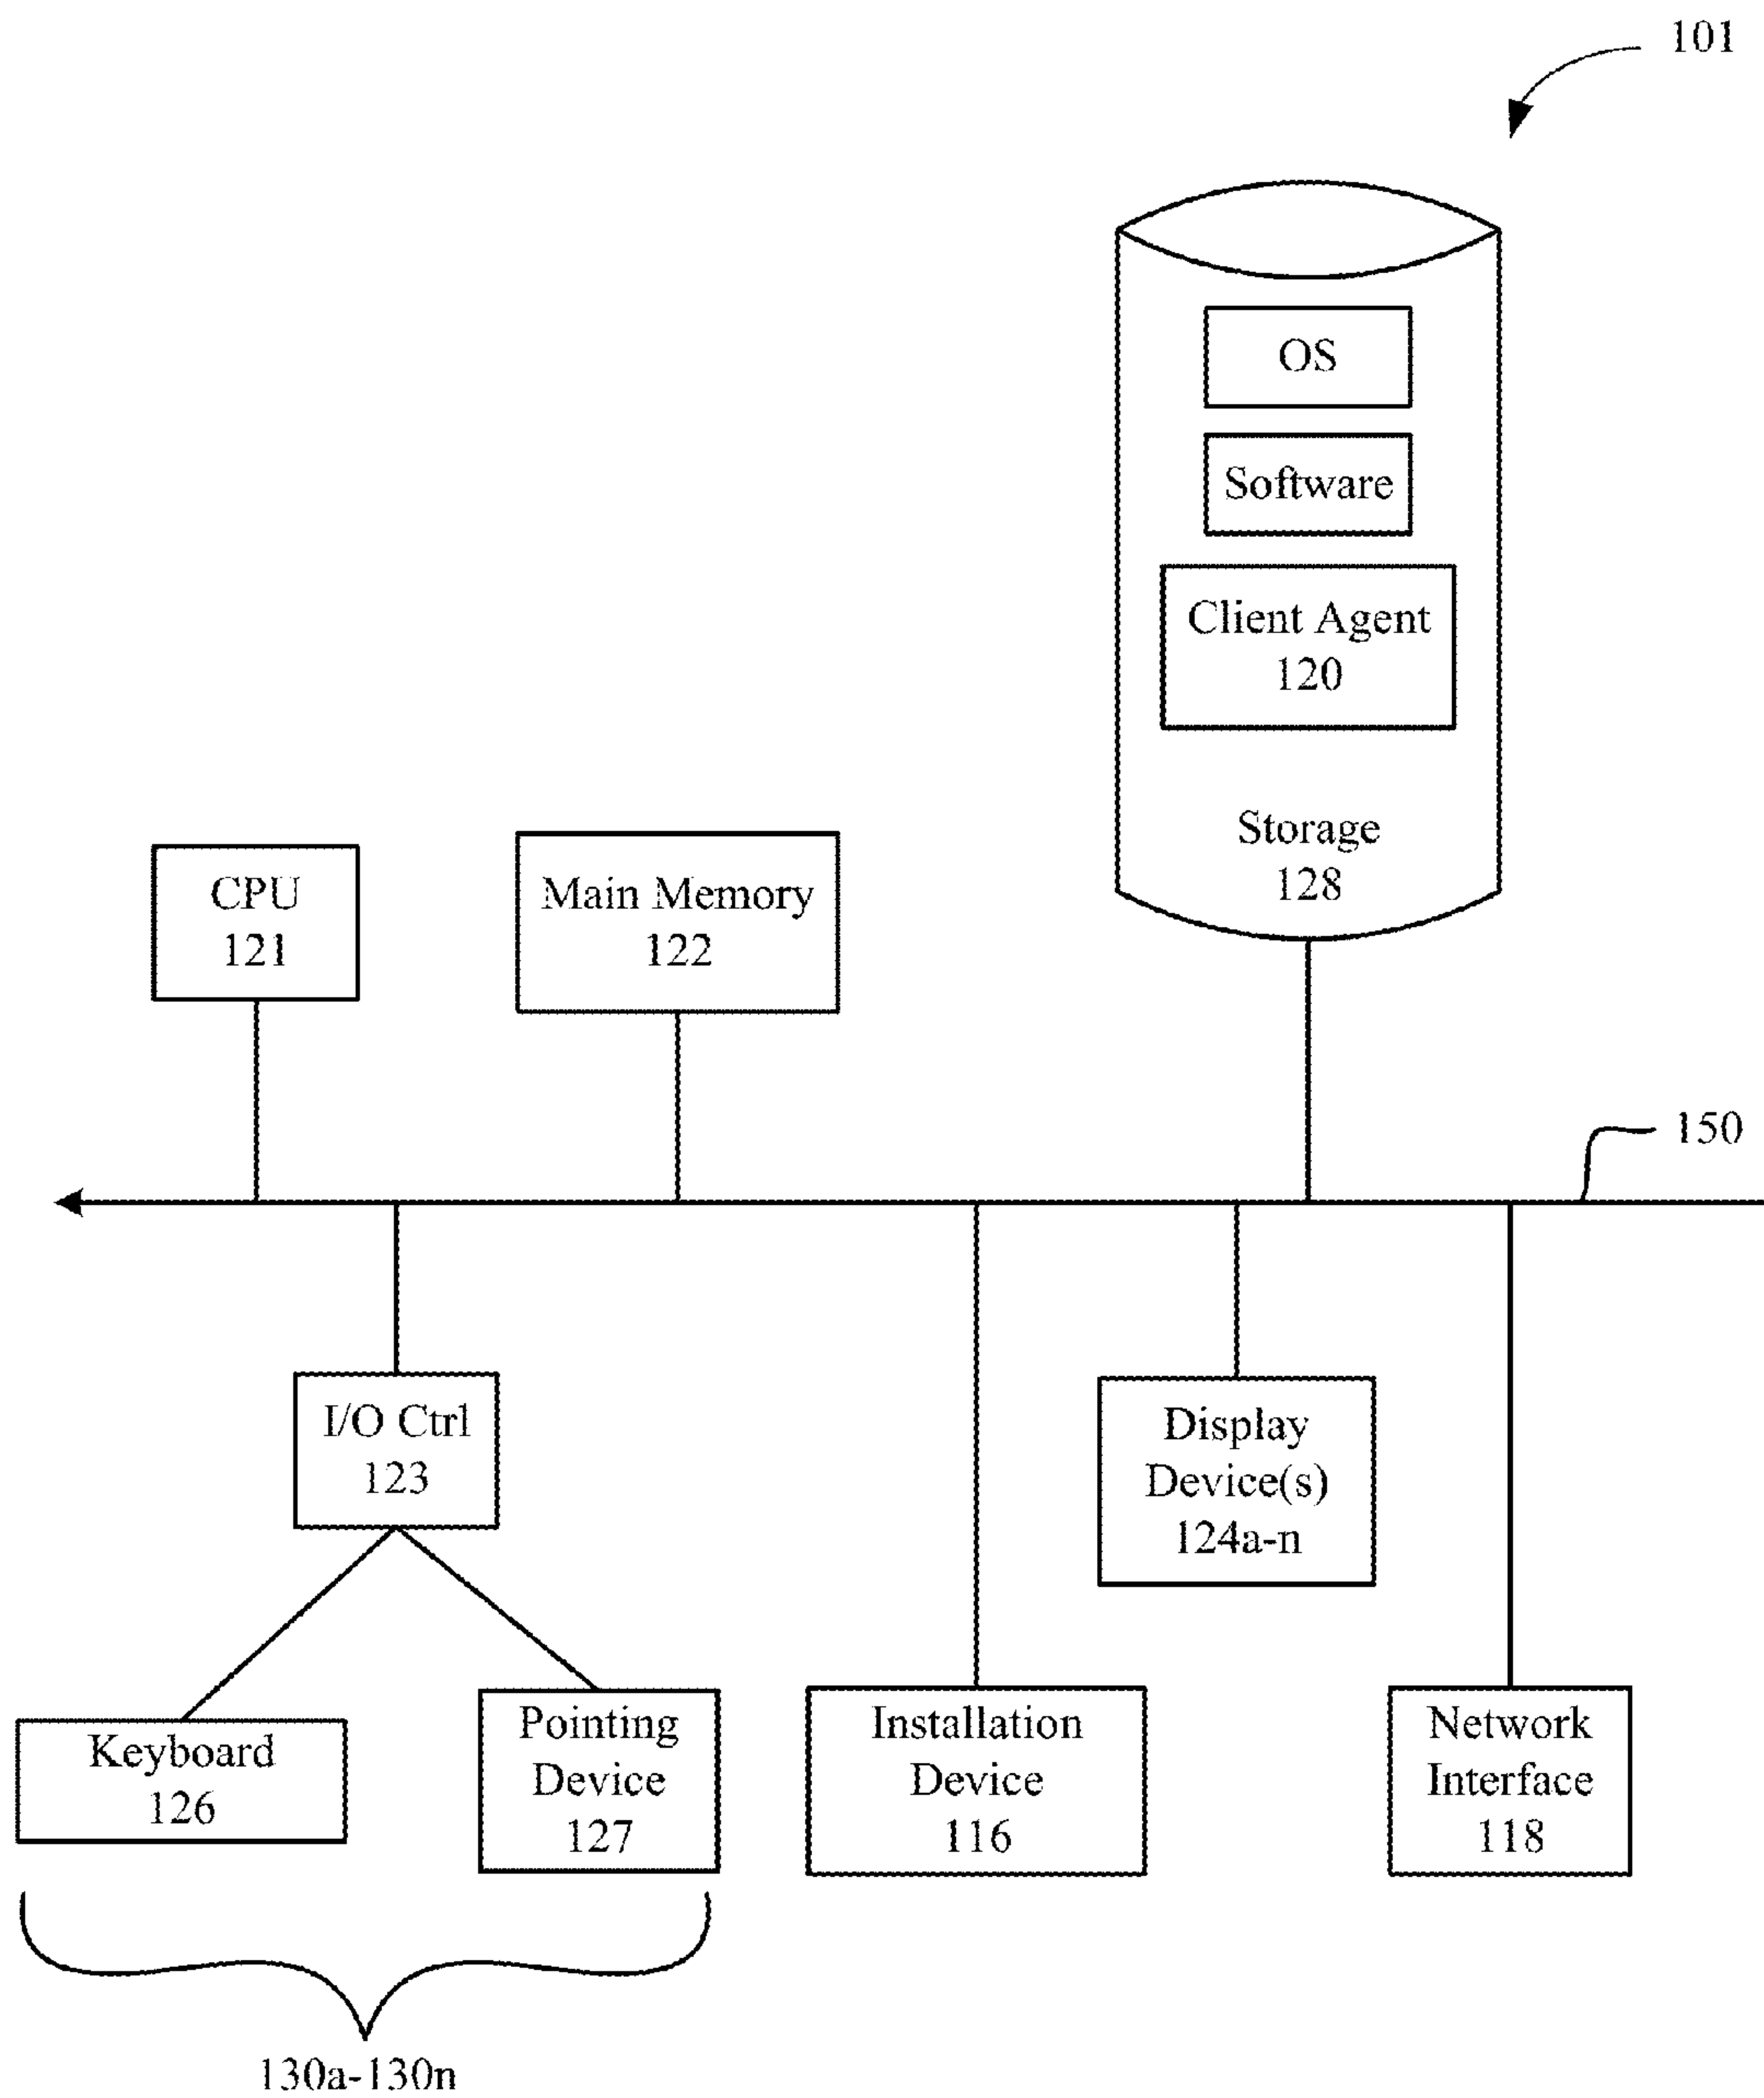 101
OS
Software
Client Agent
120
Storage
128
CPU
121
Main Memory
122
150
I/O Ctrl
123
Display
Device(s)
124a-n
Keyboard
126
Pointing
Device
127
Installation
Device
116
Network
Interface
118
130a-130n